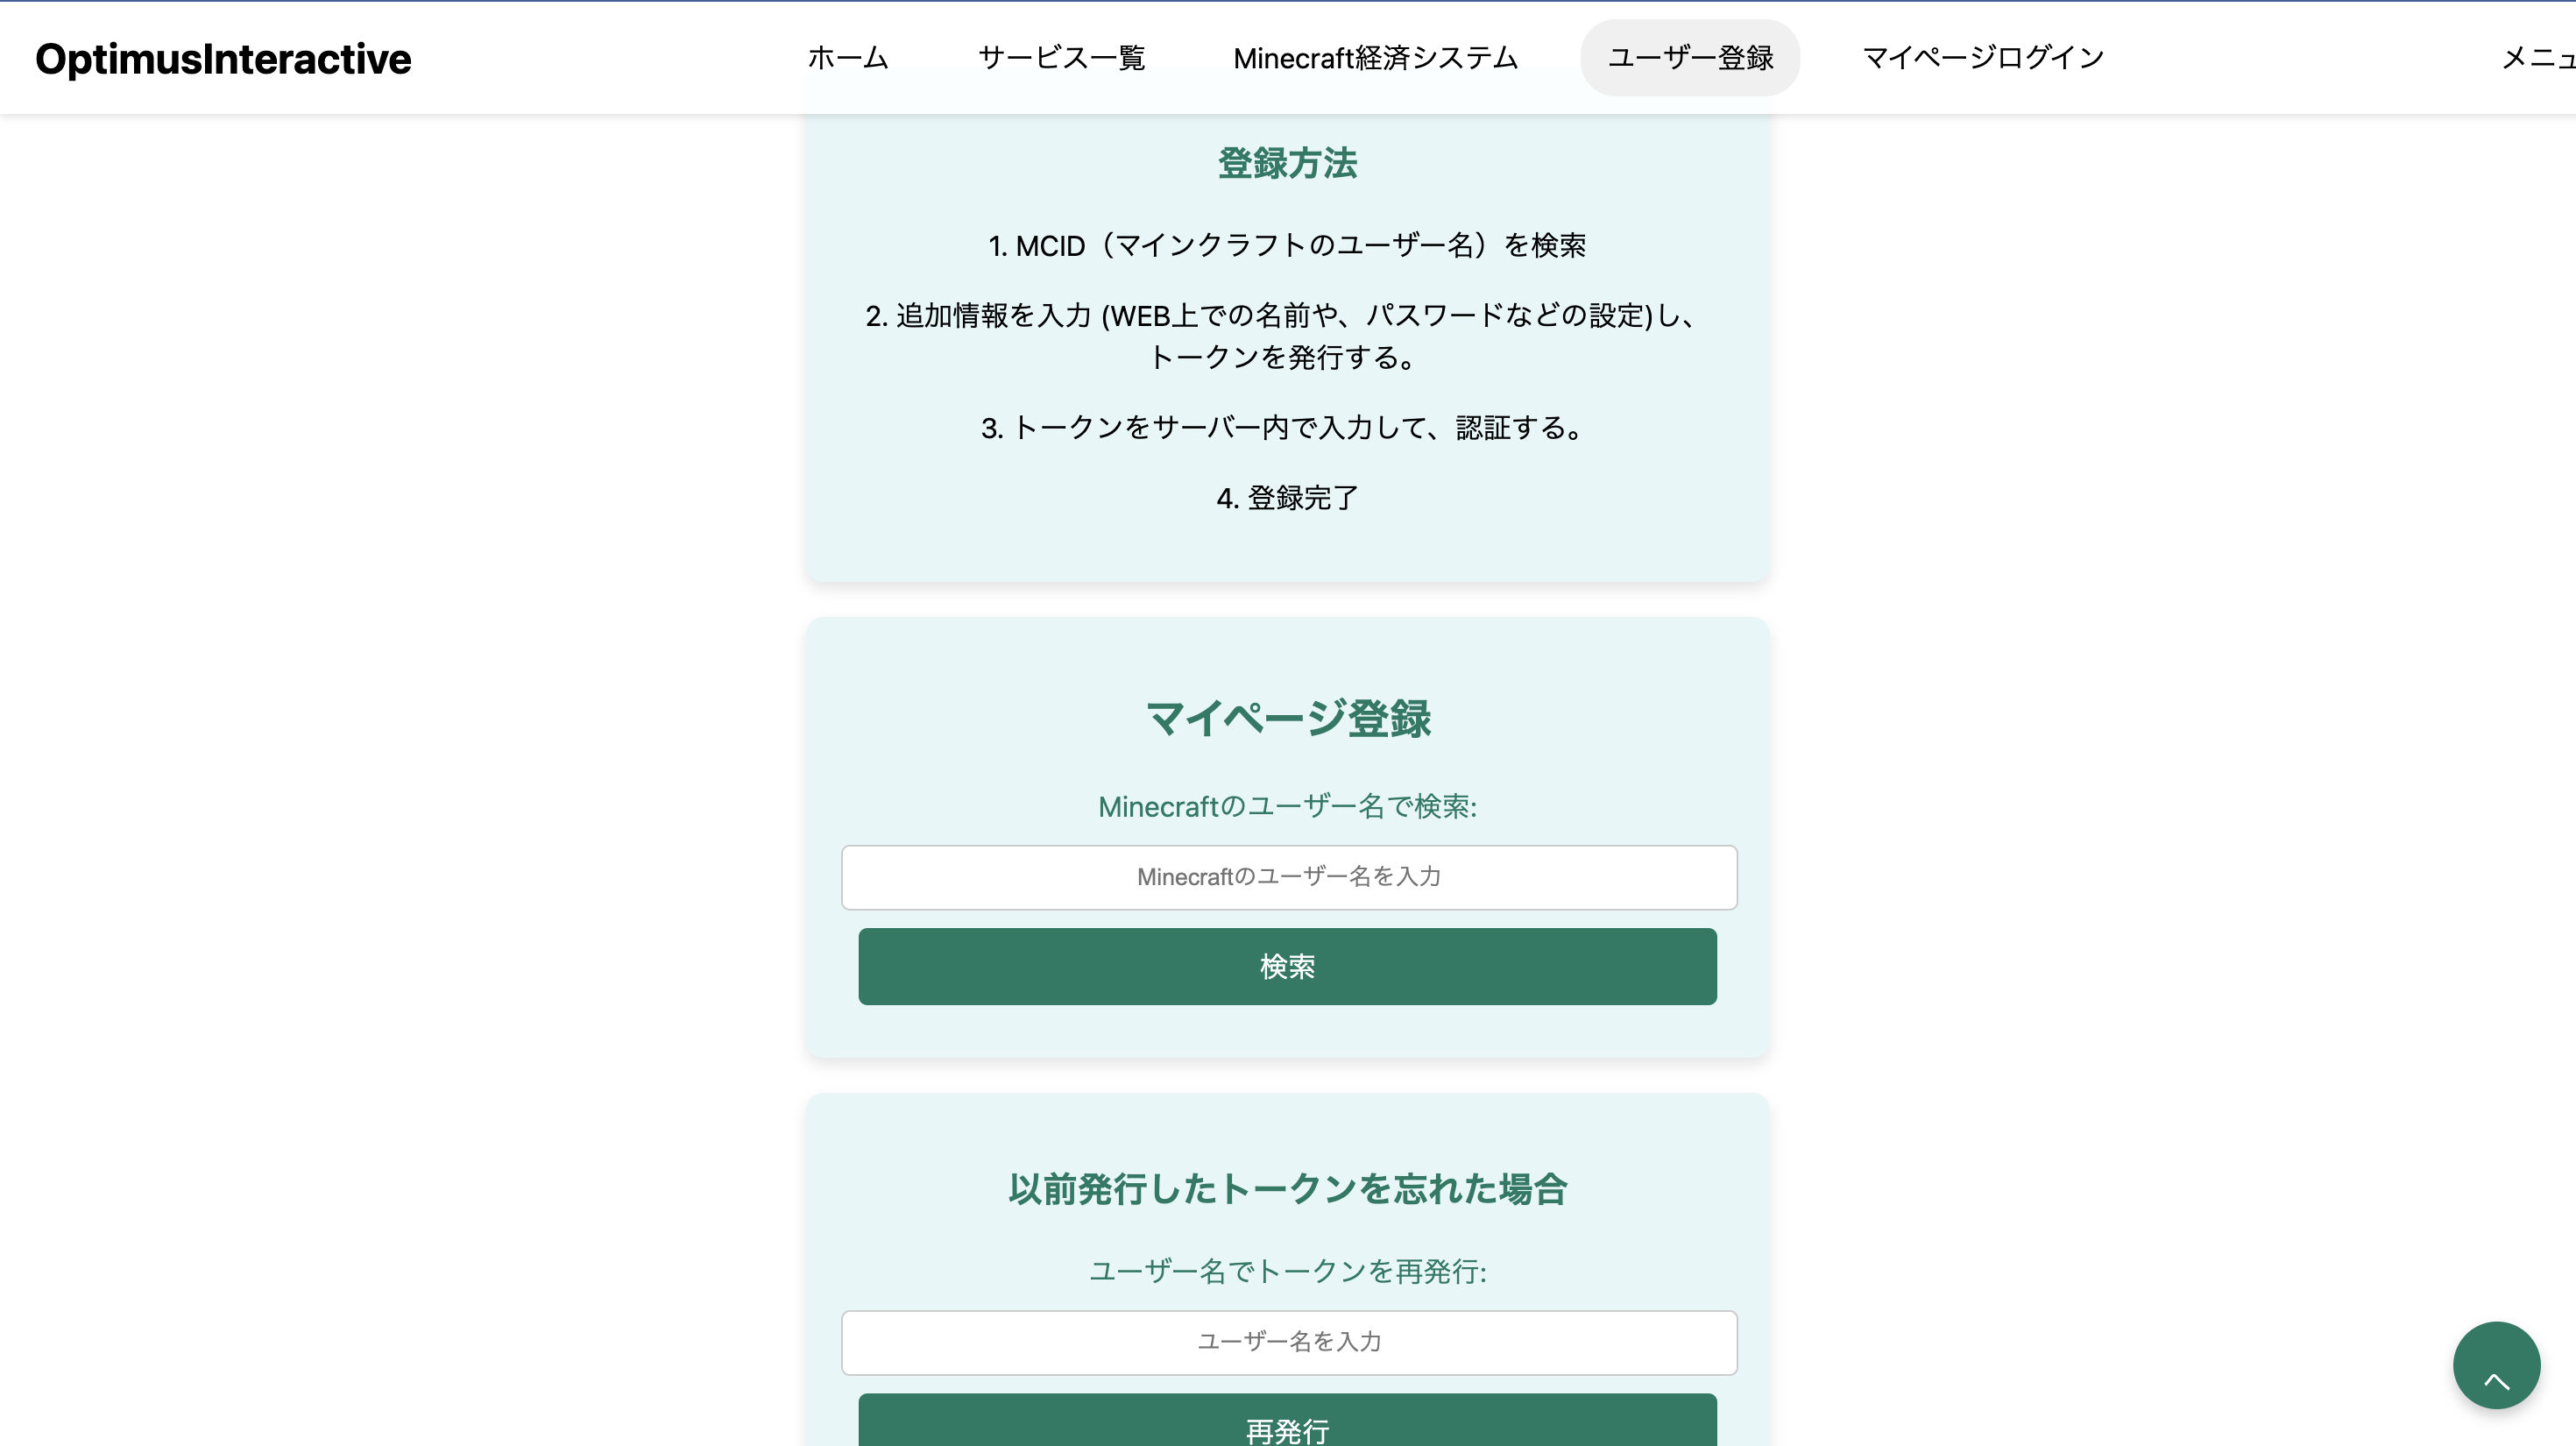 OptimusInteractive
ホーム
サービス一覧
Minecraft経済システム
ユーザー登録
マイページログイン
メニュ
登録方法
1. MCID（マインクラフトのユーザー名）を検索
2. 追加情報を入力 (WEB上での名前や、パスワードなどの設定)し、
トークンを発行する。
3. トークンをサーバー内で入力して、認証する。
4. 登録完了
マイページ登録
Minecraftのユーザー名で検索:
Minecraftのユーザー名を入力
検索
以前発行したトークンを忘れた場合
ユーザー名でトークンを再発行:
ユーザー名を入力
再発行